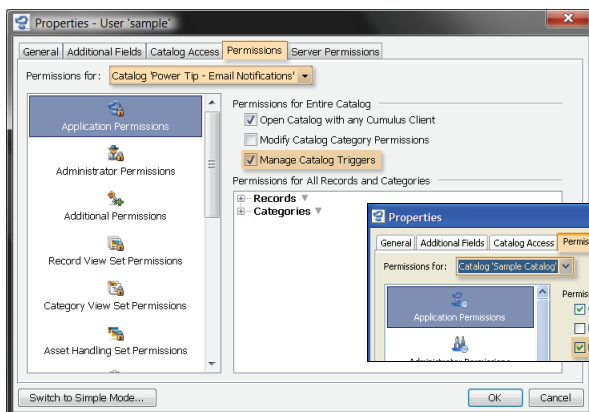 Properties - User 'sample'
General Additional Fields Catalog Access Permissions Server Permissions
Permissions for: Catalog 'Power Tip - Email Notifications'
Application Permissions
Administrator Permissions
Additional Permissions
Record View Set Permissions
Category View Set Permissions
Asset Handling Set Permissions
Permissions for Entire Catalog
Open Catalog with any Cumulus Client
Modify Catalog Category Permissions
Manage Catalog Triggers
Permissions for All Records and Categories
Records
Categories
Properties
General Additional Fields Catalog Access Permis
Permissions for: Catalog 'Sample Catalog'
Permis
Application Permissions
Switch to Simple Mode...
OK Cancel